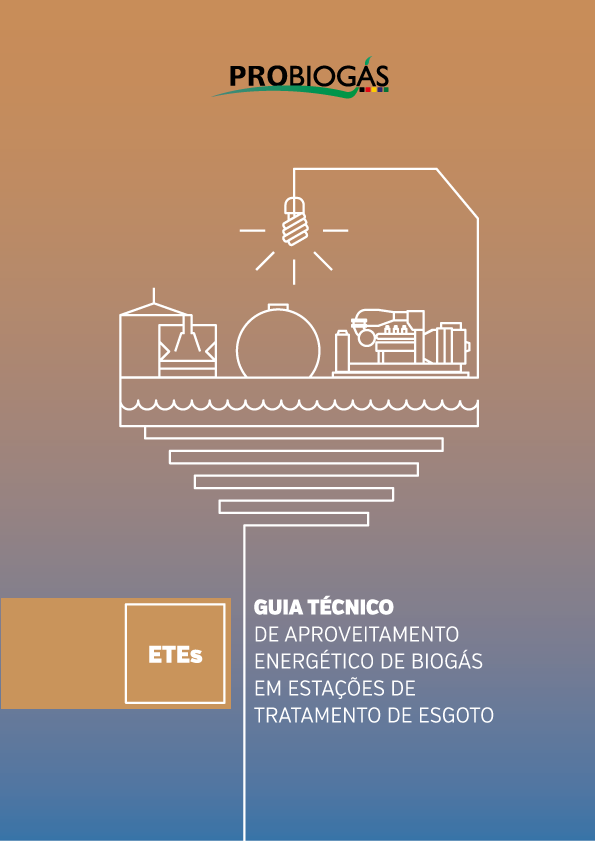 PROBIOGÁS
ETEs
GUIA TÉCNICO
DE APROVEITAMENTO
ENERGÉTICO DE BIOGÁS
EM ESTAÇÕES DE
TRATAMENTO DE ESGOTO